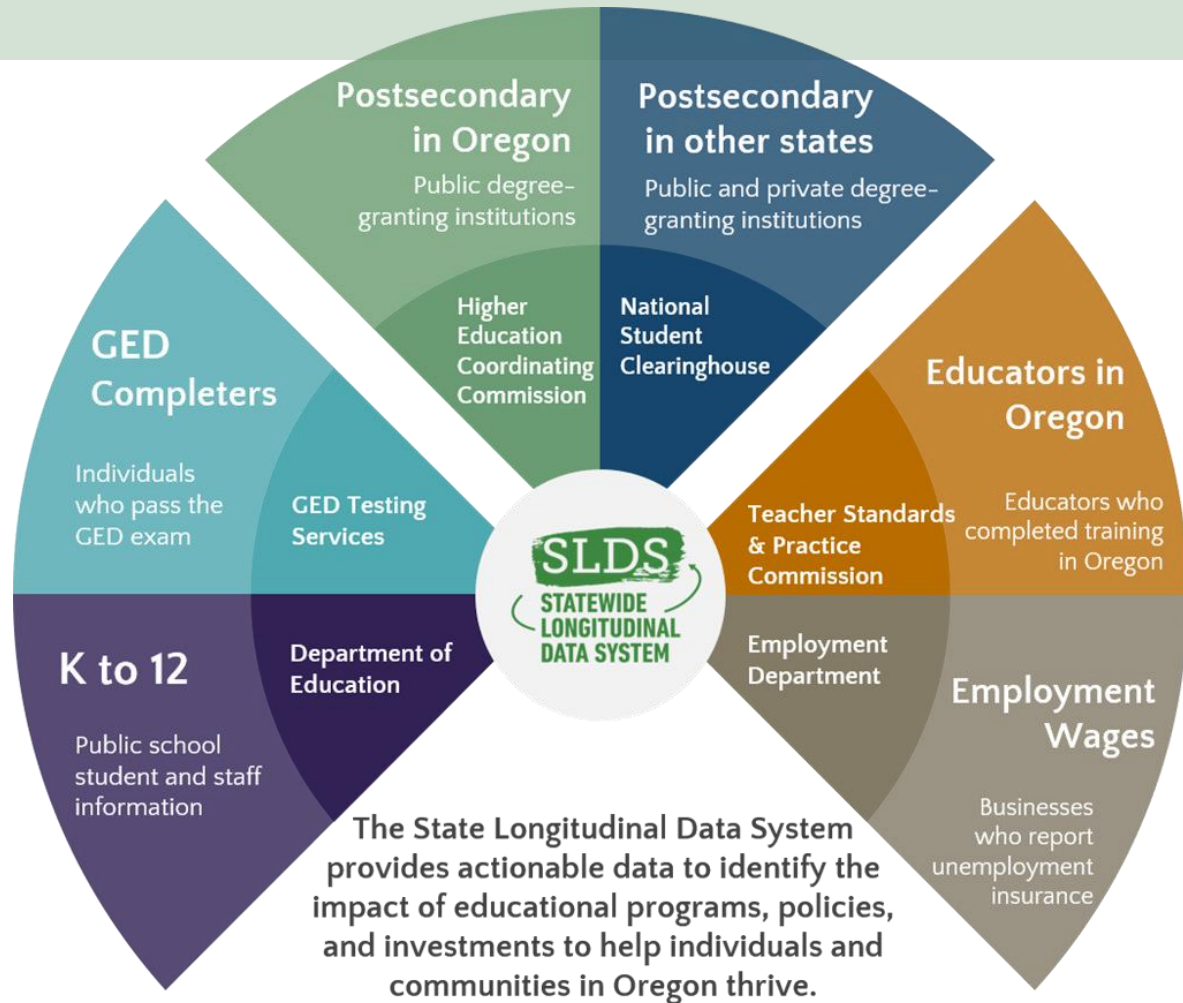 Postsecondary
in Oregon
Public degree-
granting institutions
Higher
Education
Coordinating
Commission
Postsecondary
in other states
Public and private degree-
granting institutions
National
Student
Clearinghouse
GED
Completers
Individuals
who pass the
GED exam
GED Testing
Services
Educators in
Oregon
Educators who
completed training
in Oregon
Teacher Standards
& Practice
Commission
SLDS
STATEWIDE
LONGITUDINAL
DATA SYSTEM
K to 12
Public school
student and staff
information
Department of
Education
Employment
Department
Employment
Wages
Businesses
who report
unemployment
insurance
The State Longitudinal Data System
provides actionable data to identify the
impact of educational programs, policies,
and investments to help individuals and
communities in Oregon thrive.